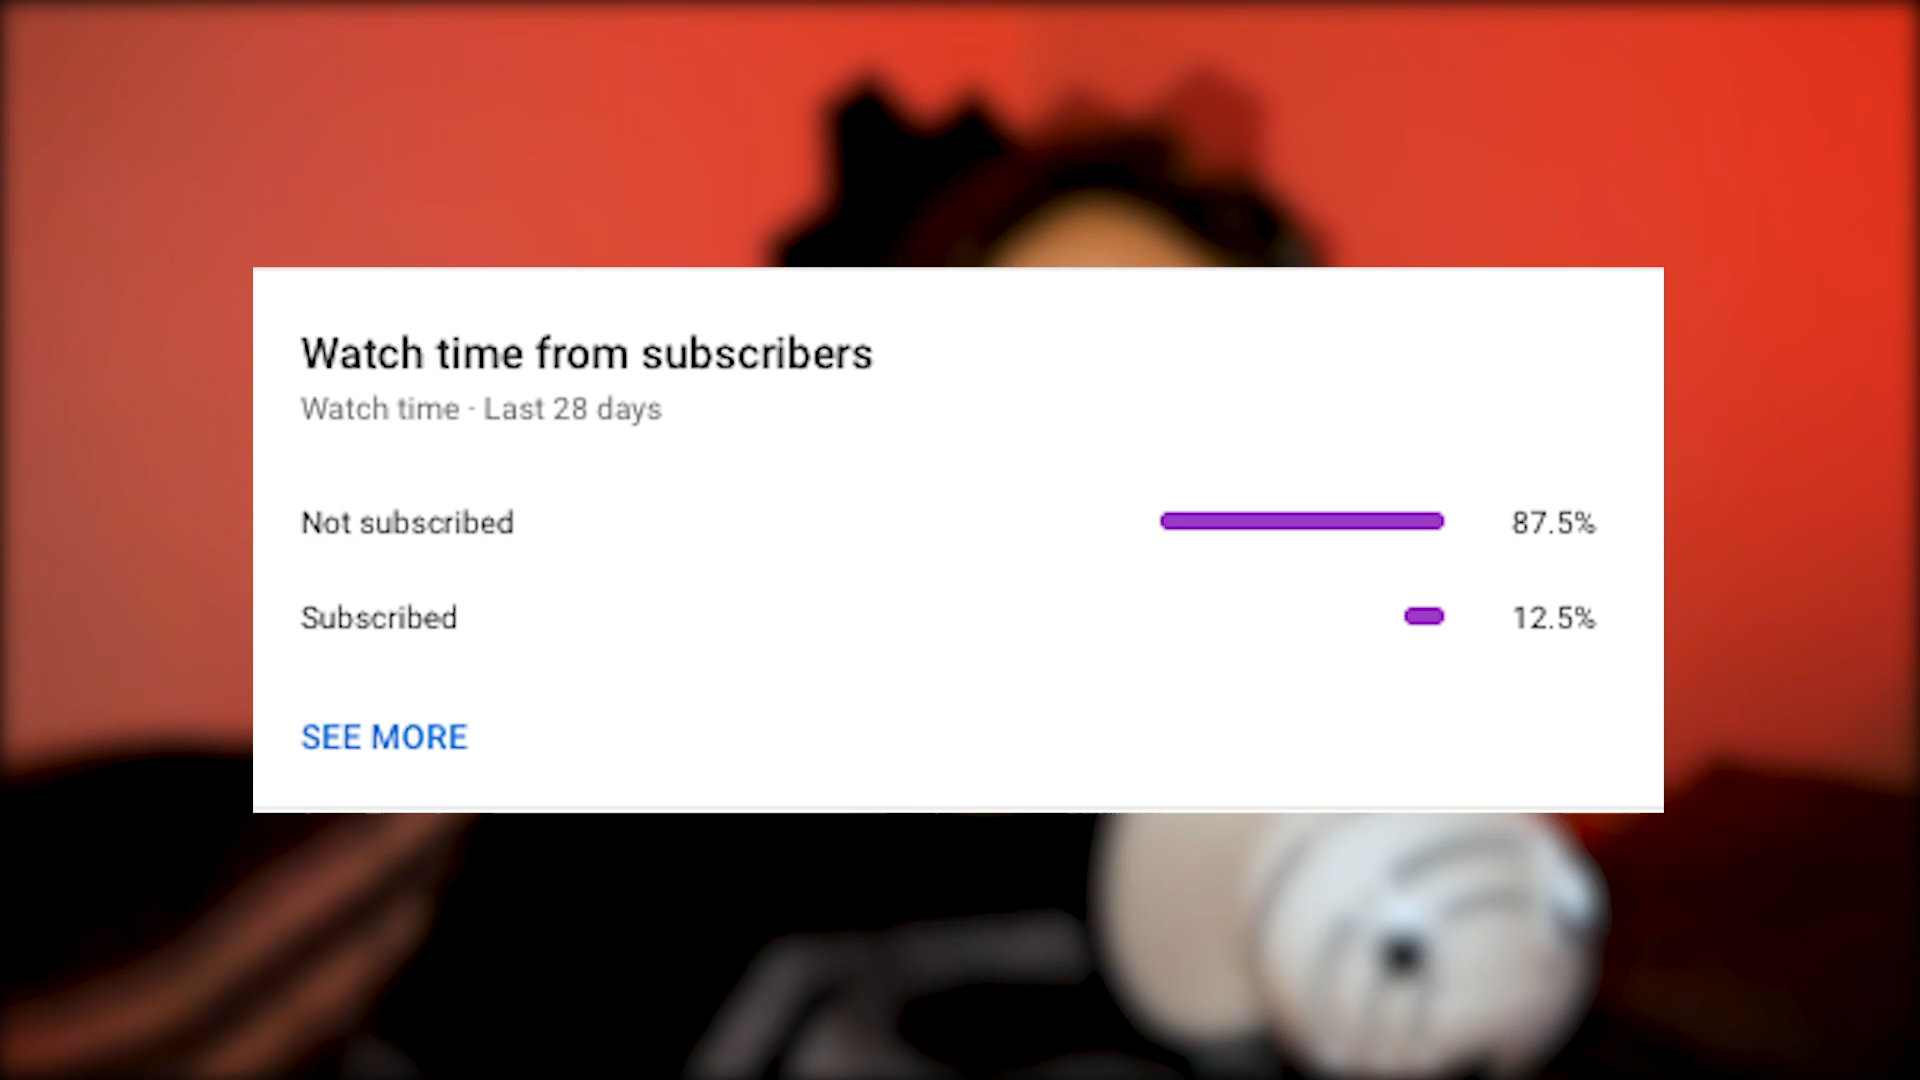 Watch time from subscribers
Watch time · Last 28 days
Not subscribed 87.5%
Subscribed 12.5%
SEE MORE